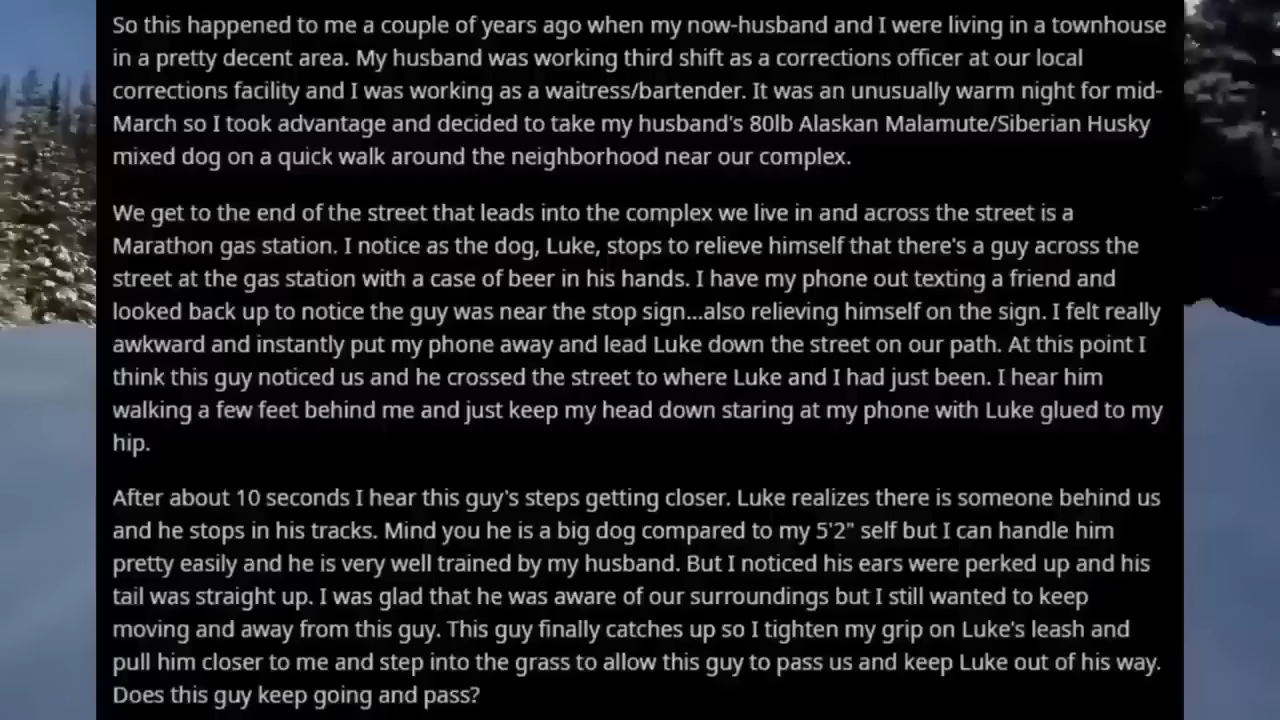 So this happened to me a couple of years ago when my now-husband and I were living in a townhouse
in a pretty decent area. My husband was working third shift as a corrections officer at our local
corrections facility and I was working as a waitress/bartender. It was an unusually warm night for mid-
March so I took advantage and decided to take my husband's 80lb Alaskan Malamute/Siberian Husky
mixed dog on a quick walk around the neighborhood near our complex.
We get to the end of the street that leads into the complex we live in and across the street is a
Marathon gas station. I notice as the dog, Luke, stops to relieve himself that there's a guy across the
street at the gas station with a case of beer in his hands. I have my phone out texting a friend and
looked back up to notice the guy was near the stop sign...also relieving himself on the sign. I felt really
awkward and instantly put my phone away and lead Luke down the street on our path. At this point I
think this guy noticed us and he crossed the street to where Luke and I had just been. I hear him
walking a few feet behind me and just keep my head down staring at my phone with Luke glued to my
hip.
After about 10 seconds I hear this guy's steps getting closer. Luke realizes there is someone behind us
and he stops in his tracks. Mind you he is a big dog compared to my 5'2" self but I can handle him
pretty easily and he is very well trained by my husband. But I noticed his ears were perked up and his
tail was straight up. I was glad that he was aware of our surroundings but I still wanted to keep
moving and away from this guy. This guy finally catches up so I tighten my grip on Luke's leash and
pull him closer to me and step into the grass to allow this guy to pass us and keep Luke out of his way.
Does this guy keep going and pass?